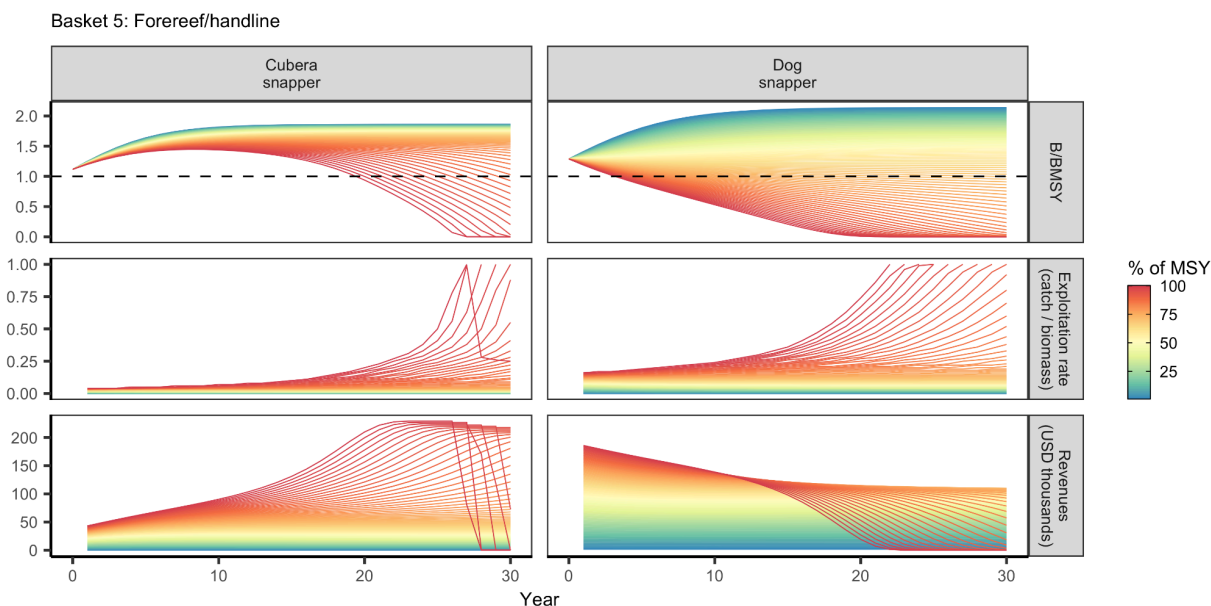 Basket 5: Forereef/handline
Cubera
snapper
Dog
snapper
2.0
1.5
1.0
0.5
0.0
B/BMSY
1.00
0.75
0.50
0.25
0.00
Exploitation rate
(catch / biomass)
200
150
100
50
0
Revenues
(USD thousands)
0
10
20
30
0
10
20
30
Year
% of MSY
100
75
50
25